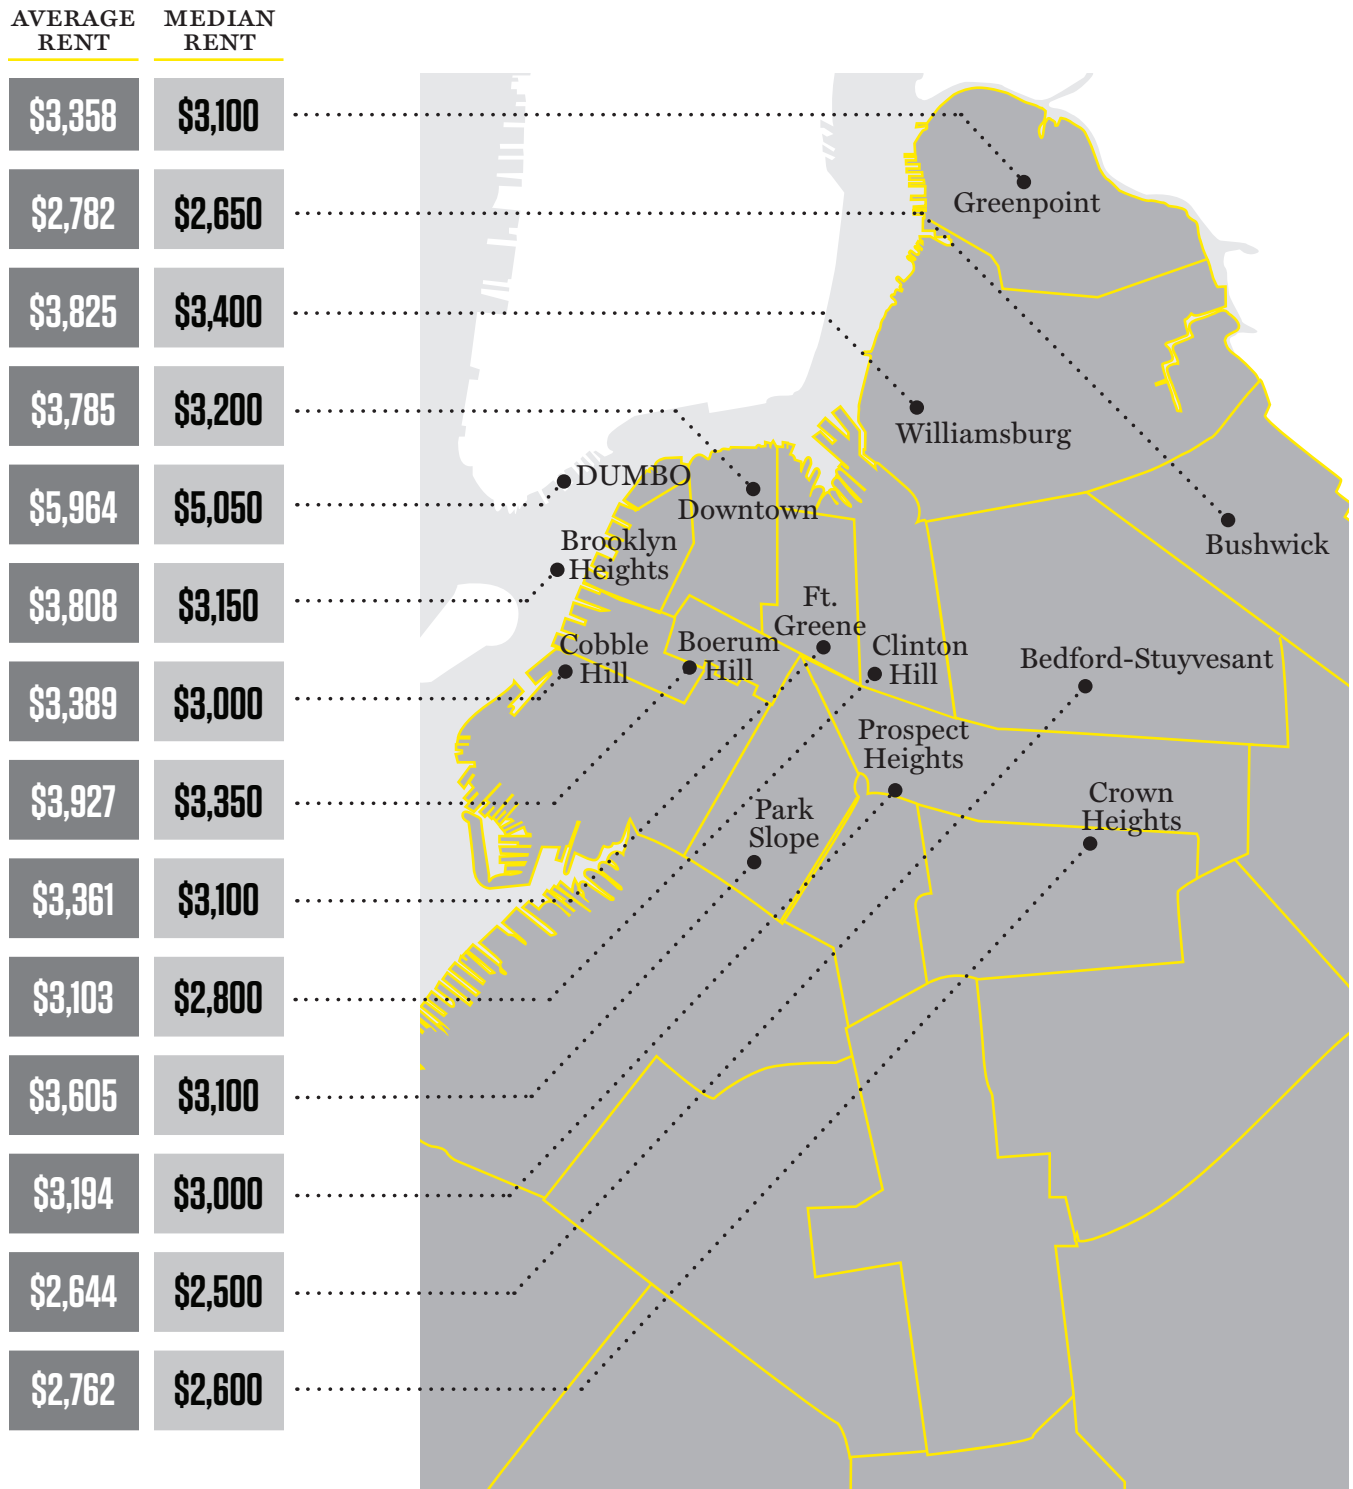 AVERAGE
RENT
MEDIAN
RENT
$3,358 $3,100
$2,782 $2,650
$3,825 $3,400
$3,785 $3,200
$5,964 $5,050
$3,808 $3,150
$3,389 $3,000
$3,927 $3,350
$3,361 $3,100
$3,103 $2,800
$3,605 $3,100
$3,194 $3,000
$2,644 $2,500
$2,762 $2,600
Greenpoint
Williamsburg
DUMBO
Downtown
Bushwick
Brooklyn
Heights
Ft.
Greene
Cobble
Hill
Boerum
Hill
Clinton
Hill
Bedford-Stuyvesant
Prospect
Heights
Park
Slope
Crown
Heights